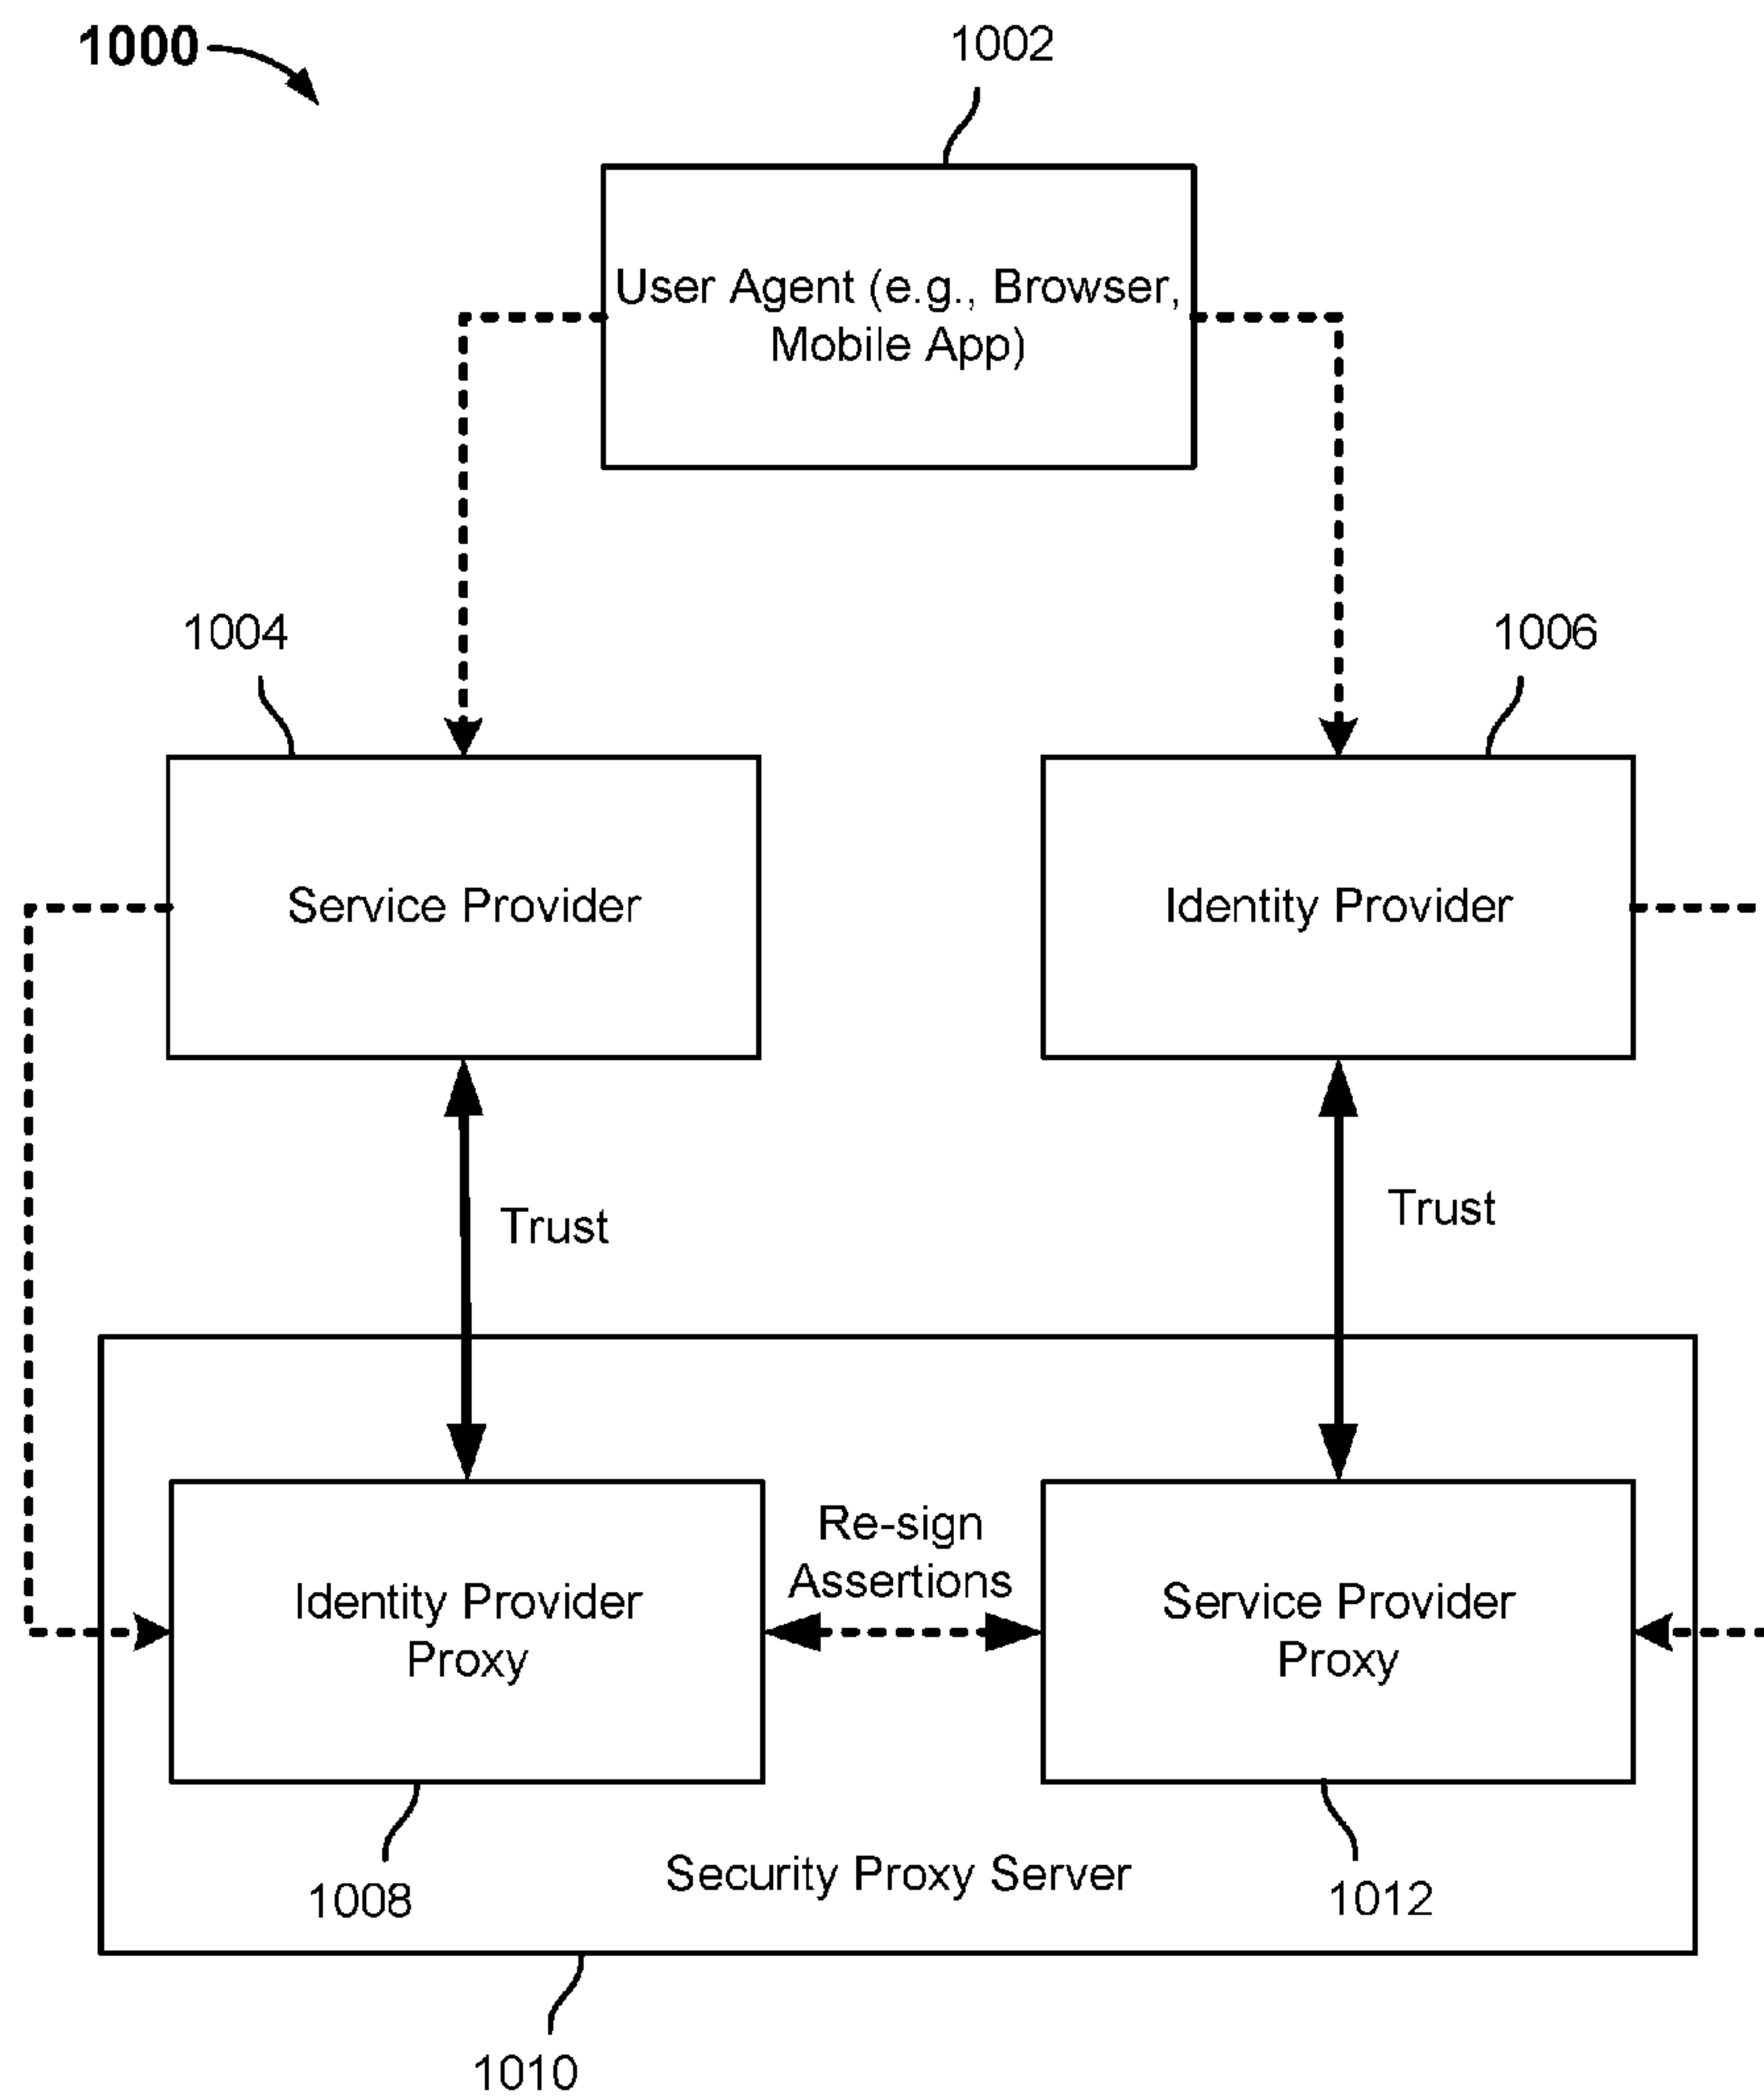 1000
1002
User Agent (e.g., Browser,
Mobile App)
1004
1006
Service Provider
Identity Provider
Trust
Trust
Re-sign
Assertions
Identity Provider
Proxy
Service Provider
Proxy
1008
Security Proxy Server
1012
1010